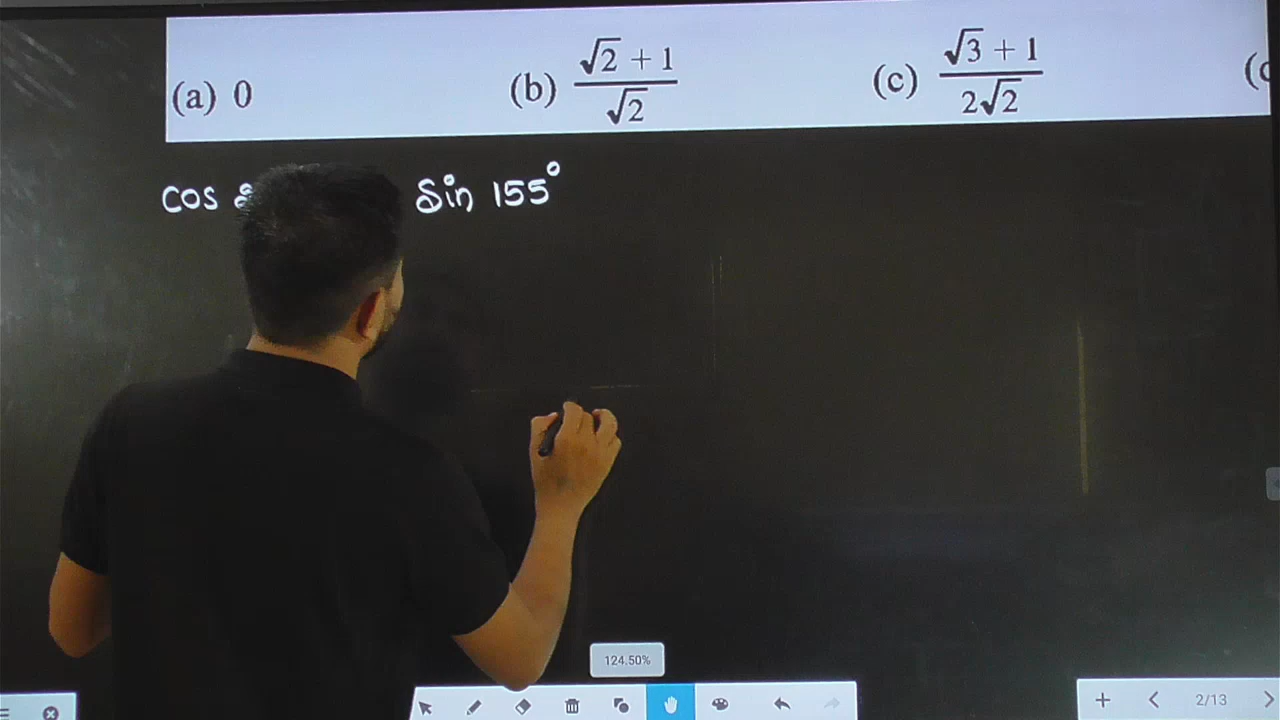 (a) 0 (b) √2 + 1 / √2 (c) √3 + 1 / 2√2
cos sin 155°
124.50%
2/13